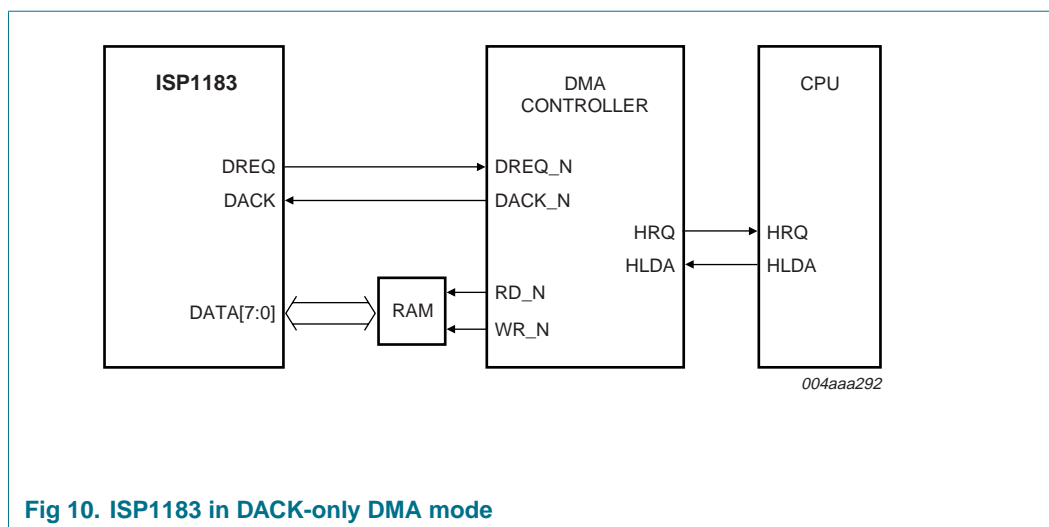 ISP1183
DMA
CONTROLLER
CPU
DREQ
DREQ_N
DACK
DACK_N
HRQ
HRQ
HLDA
HLDA
RD_N
DATA[7:0]
RAM
WR_N
004aaa292
Fig 10. ISP1183 in DACK-only DMA mode